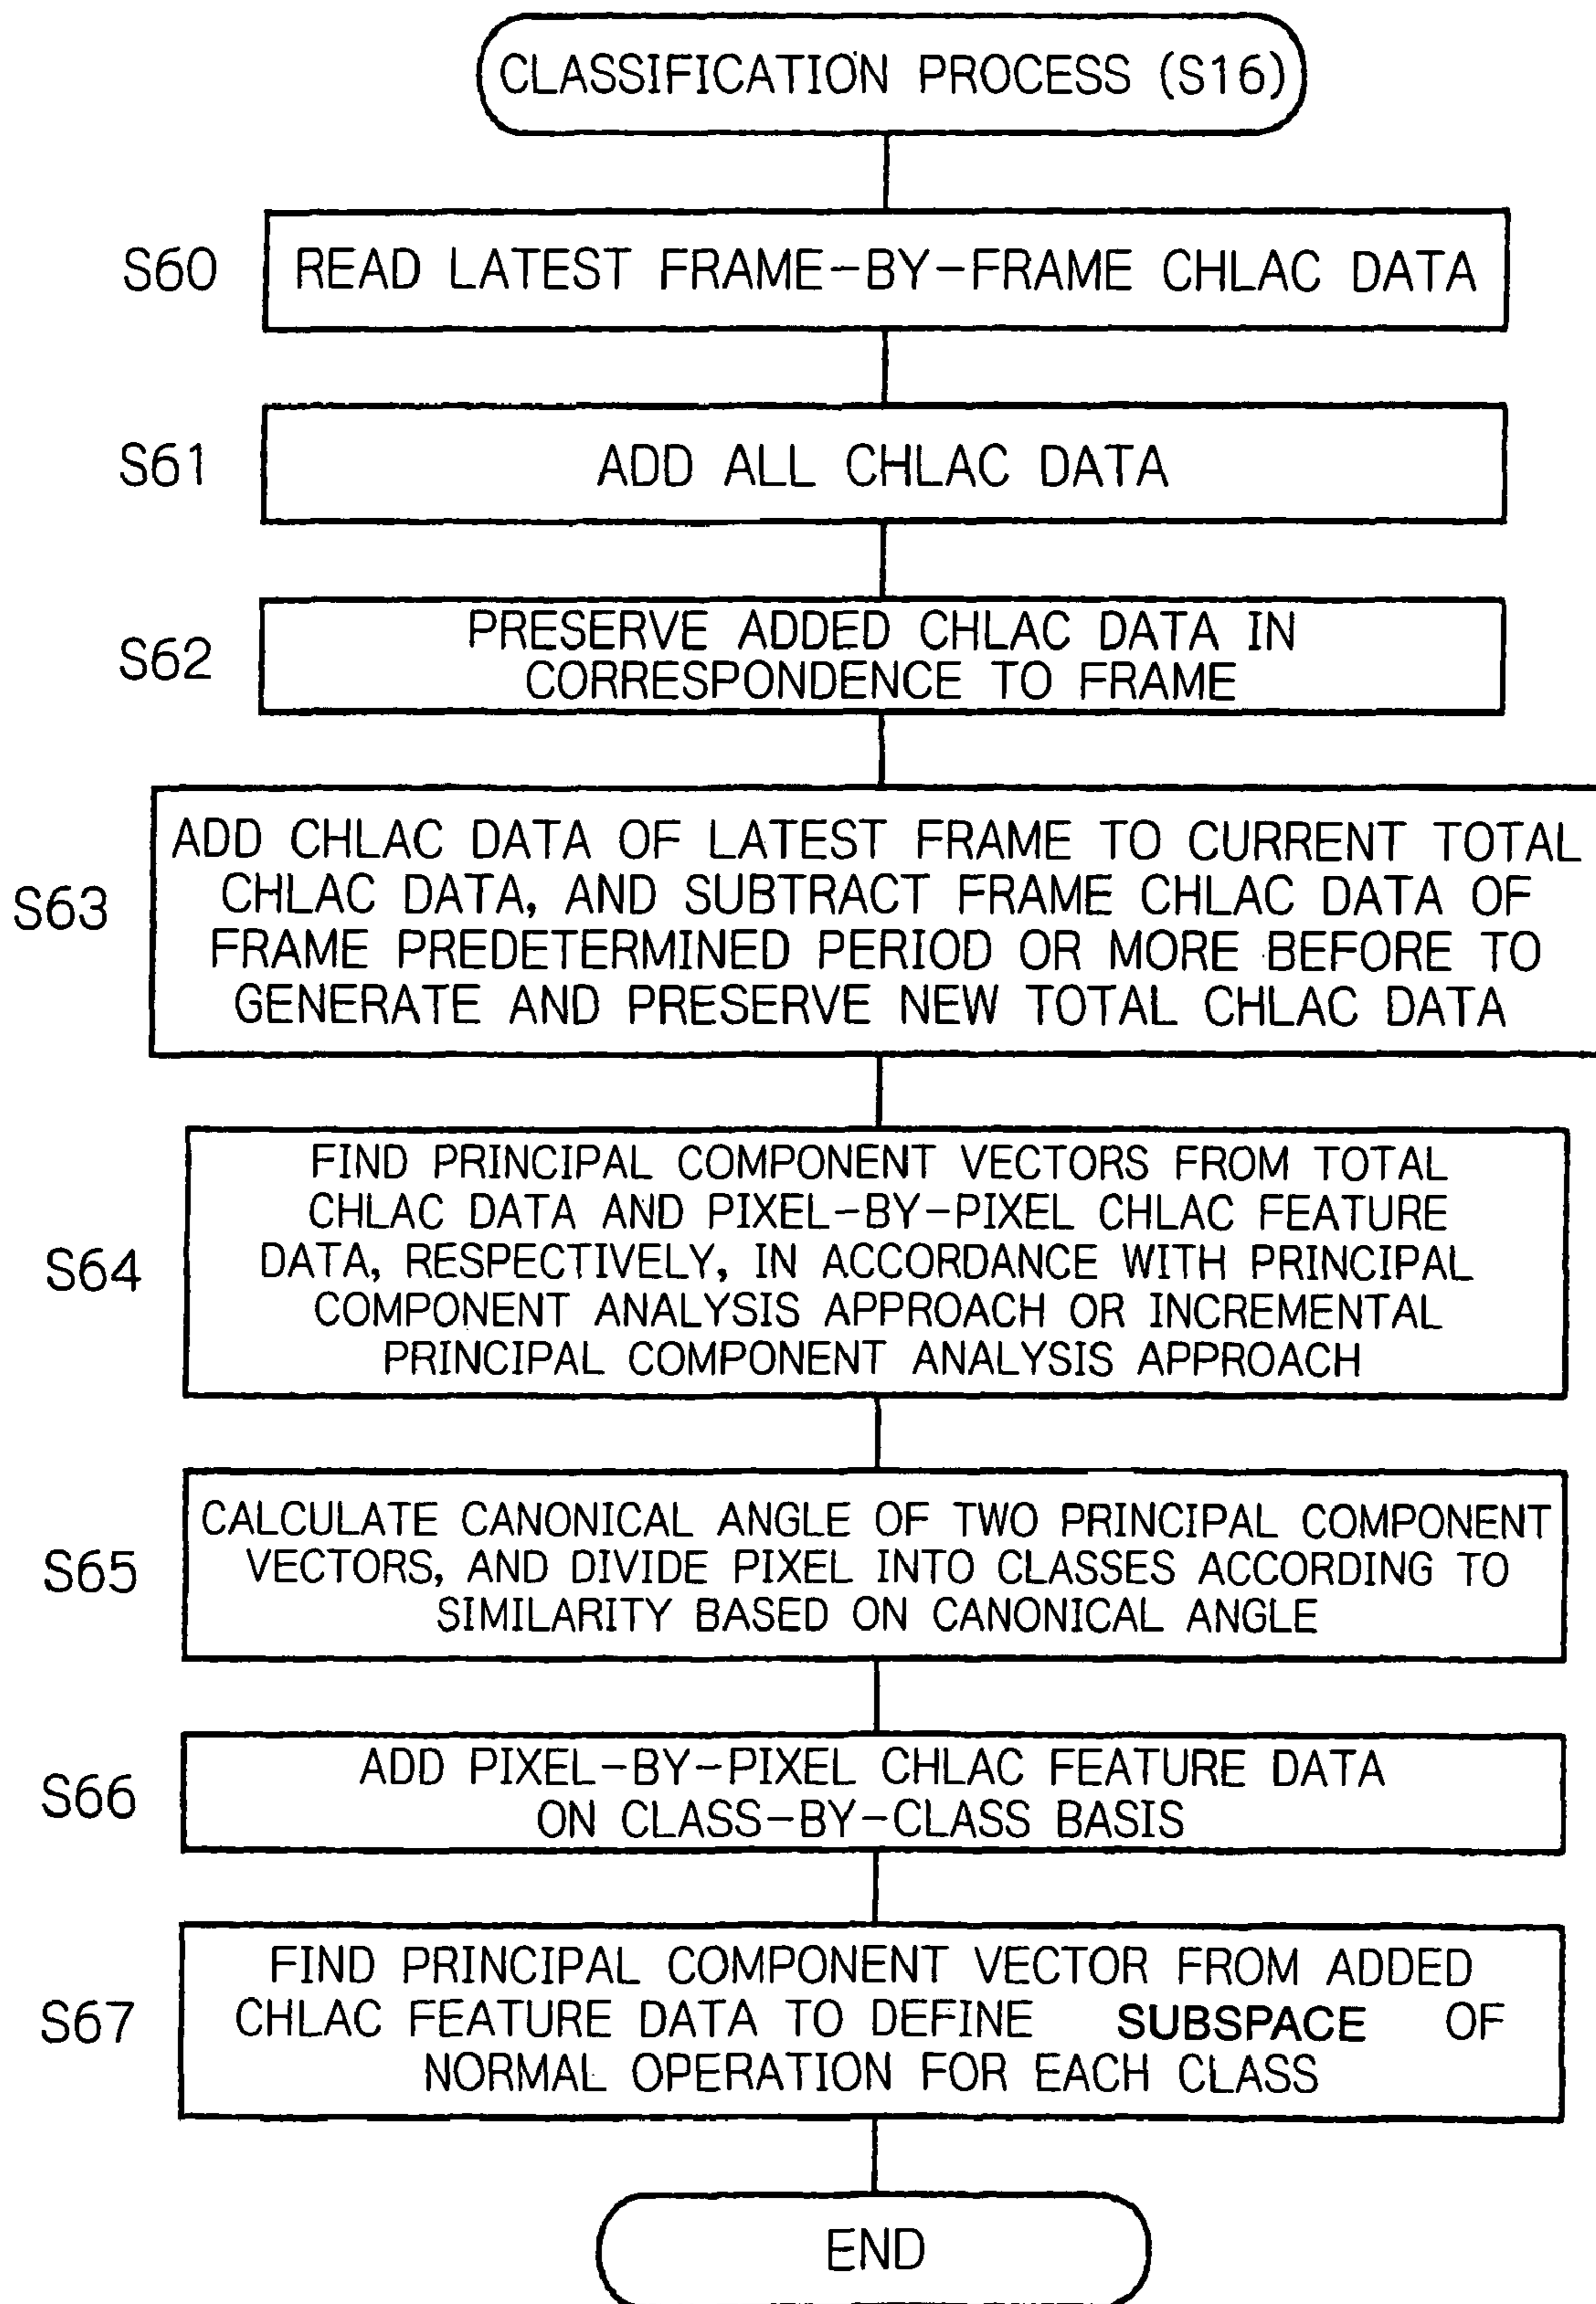 CLASSIFICATION PROCESS (S16)
S60
READ LATEST FRAME-BY-FRAME CHLAC DATA
S61
ADD ALL CHLAC DATA
S62
PRESERVE ADDED CHLAC DATA IN
CORRESPONDENCE TO FRAME
S63
ADD CHLAC DATA OF LATEST FRAME TO CURRENT TOTAL
CHLAC DATA, AND SUBTRACT FRAME CHLAC DATA OF
FRAME PREDETERMINED PERIOD OR MORE BEFORE TO
GENERATE AND PRESERVE NEW TOTAL CHLAC DATA
S64
FIND PRINCIPAL COMPONENT VECTORS FROM TOTAL
CHLAC DATA AND PIXEL-BY-PIXEL CHLAC FEATURE
DATA, RESPECTIVELY, IN ACCORDANCE WITH PRINCIPAL
COMPONENT ANALYSIS APPROACH OR INCREMENTAL
PRINCIPAL COMPONENT ANALYSIS APPROACH
S65
CALCULATE CANONICAL ANGLE OF TWO PRINCIPAL COMPONENT
VECTORS, AND DIVIDE PIXEL INTO CLASSES ACCORDING TO
SIMILARITY BASED ON CANONICAL ANGLE
S66
ADD PIXEL-BY-PIXEL CHLAC FEATURE DATA
ON CLASS-BY-CLASS BASIS
S67
FIND PRINCIPAL COMPONENT VECTOR FROM ADDED
CHLAC FEATURE DATA TO DEFINE SUBSPACE OF
NORMAL OPERATION FOR EACH CLASS
END